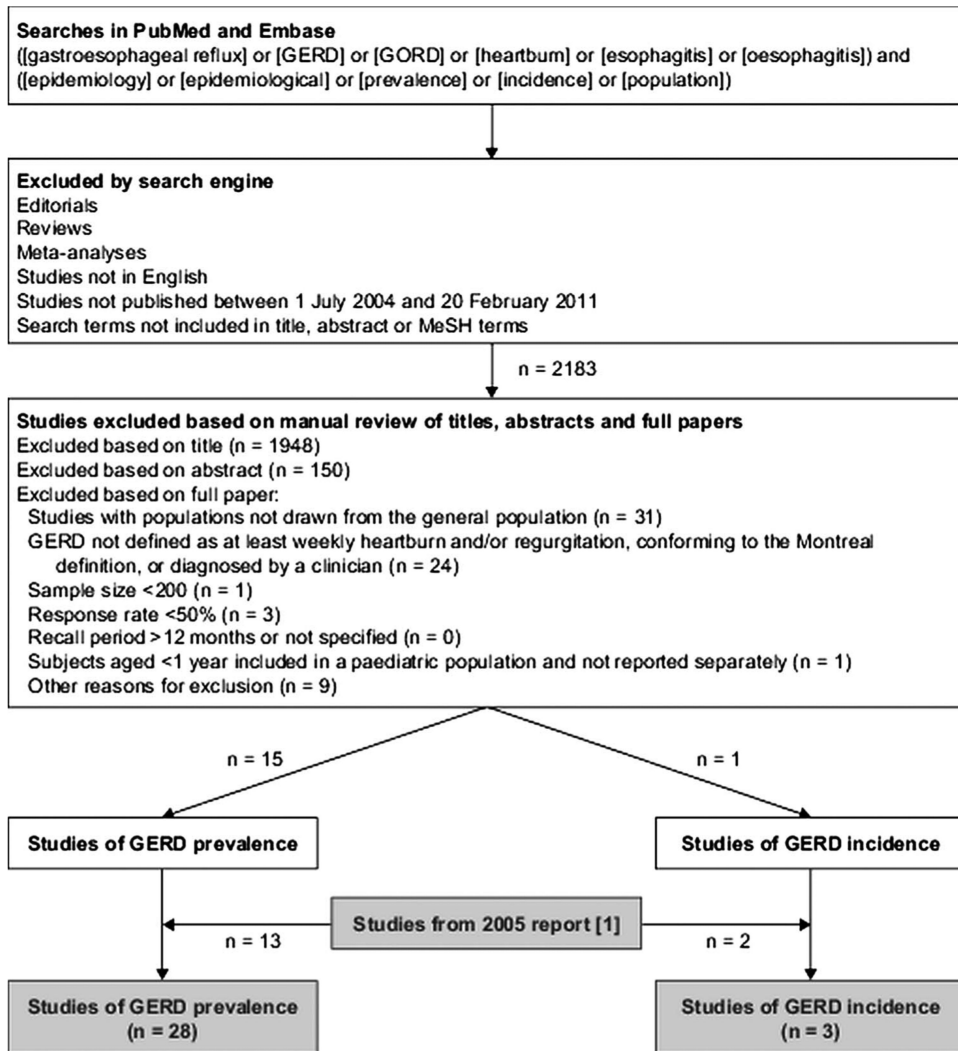 Searches in PubMed and Embase
([gastroesophageal reflux] or [GERD] or [GORD] or [heartburn] or [esophagitis] or [oesophagitis]) and
([epidemiology] or [epidemiological] or [prevalence] or [incidence] or [population])
Excluded by search engine
Editorials
Reviews
Meta-analyses
Studies not in English
Studies not published between 1 July 2004 and 20 February 2011
Search terms not included in title, abstract or MeSH terms
n = 2183
Studies excluded based on manual review of titles, abstracts and full papers
Excluded based on title (n = 1948)
Excluded based on abstract (n = 150)
Excluded based on full paper:
Studies with populations not drawn from the general population (n = 31)
GERD not defined as at least weekly heartburn and/or regurgitation, conforming to the Montreal
definition, or diagnosed by a clinician (n = 24)
Sample size <200 (n = 1)
Response rate <50% (n = 3)
Recall period >12 months or not specified (n = 0)
Subjects aged <1 year included in a paediatric population and not reported separately (n = 1)
Other reasons for exclusion (n = 9)
n = 15
n = 1
Studies of GERD prevalence
Studies of GERD incidence
Studies from 2005 report [1]
n = 13
n = 2
Studies of GERD prevalence
(n = 28)
Studies of GERD incidence
(n = 3)